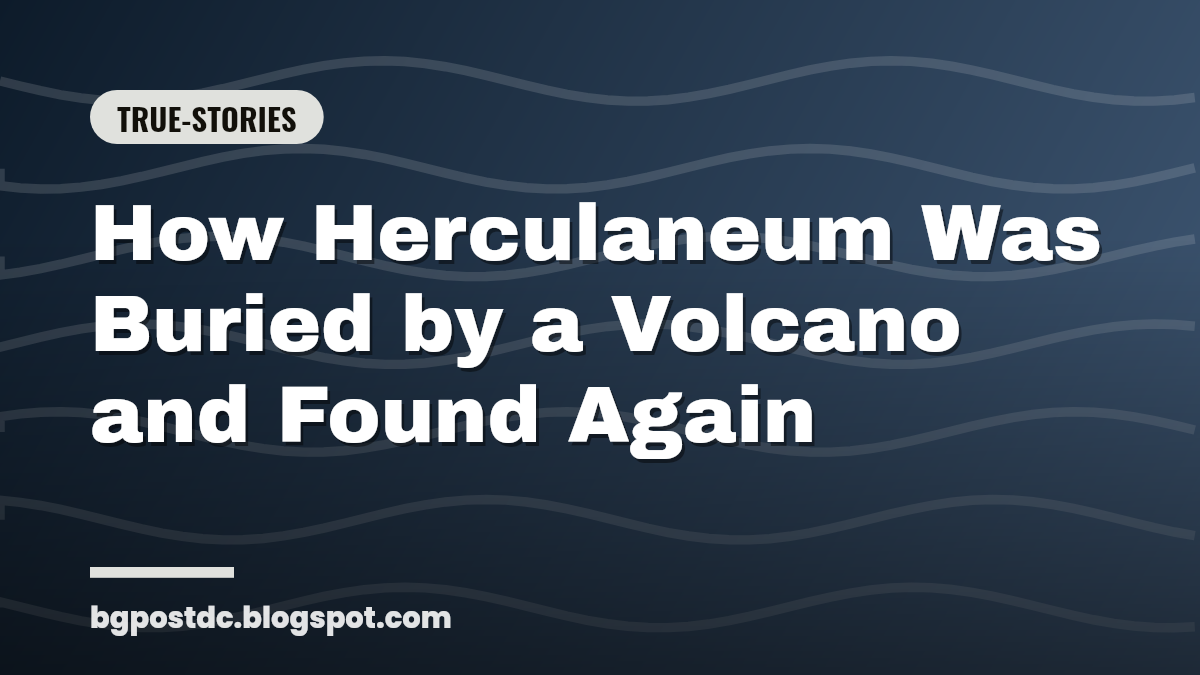 TRUE-STORIES
How Herculaneum Was
Buried by a Volcano
and Found Again
bgpostdc.blogspot.com